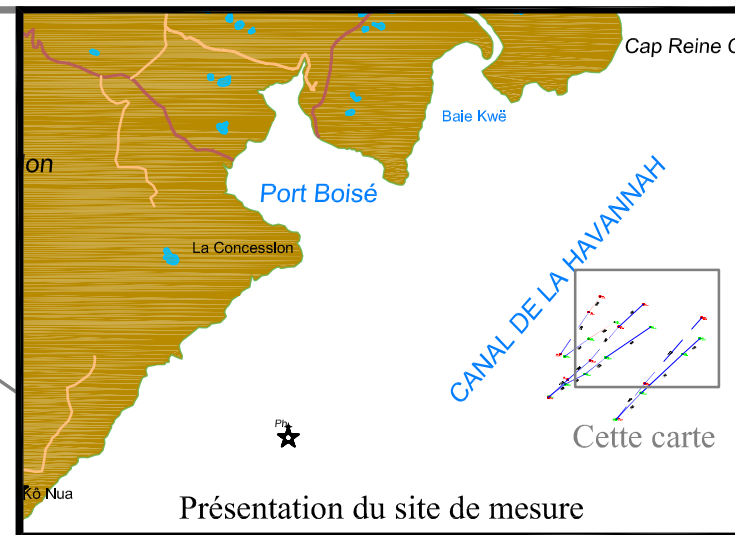 Cap Reine C
Baie Kwë
ion
Port Boisé
La Concession
CANAL DE LA HAVANNAH
Cette carte
Kô Nua
Présentation du site de mesure